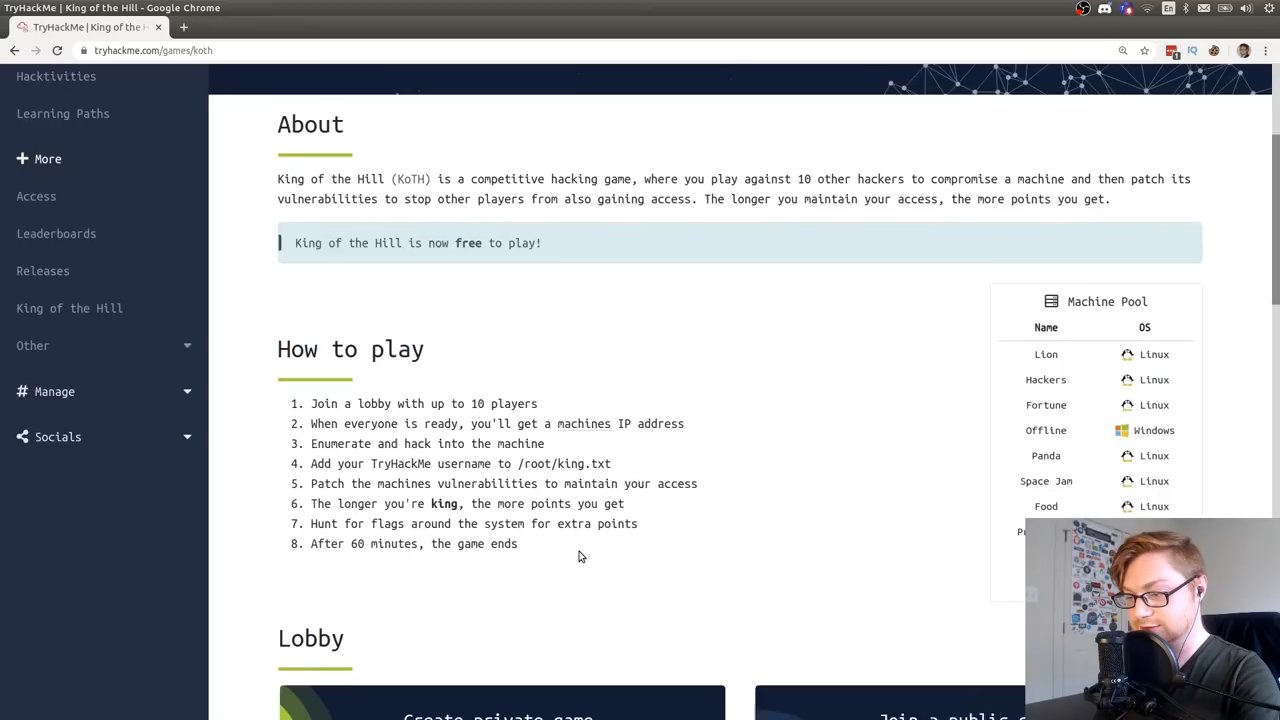 TryHackMe | King of the Hill - Google Chrome
En
TryHackMe | King of the H
tryhackme.com/games/koth
IQ
1
Hacktivities
Learning Paths
More
Access
Leaderboards
Releases
King of the Hill
Other
Manage
Socials
About
King of the Hill (KoTH) is a competitive hacking game, where you play against 10 other hackers to compromise a machine and then patch its
vulnerabilities to stop other players from also gaining access. The longer you maintain your access, the more points you get.
King of the Hill is now free to play!
How to play
1. Join a lobby with up to 10 players
2. When everyone is ready, you'll get a machines IP address
3. Enumerate and hack into the machine
4. Add your TryHackMe username to /root/king.txt
5. Patch the machines vulnerabilities to maintain your access
6. The longer you're king, the more points you get
7. Hunt for flags around the system for extra points
8. After 60 minutes, the game ends
Machine Pool
Name OS
Lion Linux
Hackers Linux
Fortune Linux
Offline Windows
Panda Linux
Space Jam Linux
Food Linux
Lobby
Create private game
Join a public